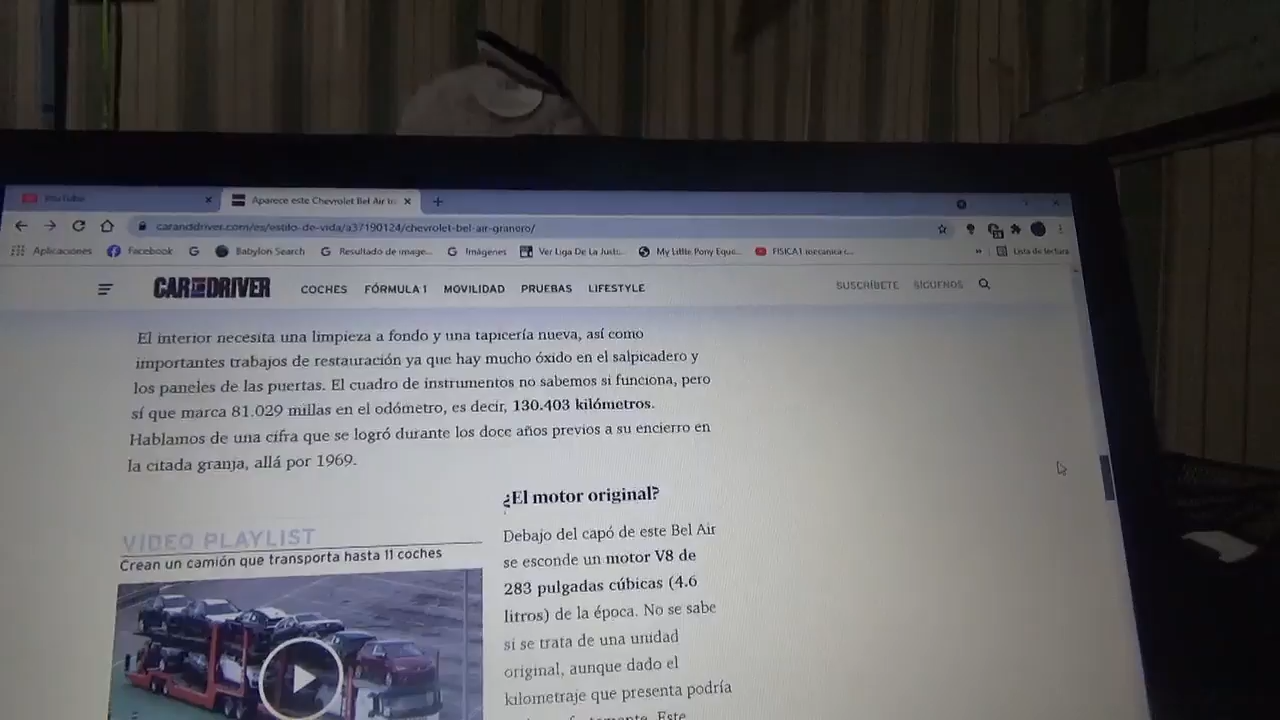 YouTube
Aparece este Chevrolet Bel Air tr
caranddriver.com/es/estilo-de-vida/a37190124/chevrolet-bel-air-granero/
Aplicaciones
Facebook
Babylon Search
Resultado de image...
Imágenes
Ver Liga De La Justi...
My Little Pony Eque...
FISICA1 mecanica c...
»
Lista de lectura
CAR AND DRIVER
COCHES FÓRMULA 1 MOVILIDAD PRUEBAS LIFESTYLE
SUSCRÍBETE SÍGUENOS
El interior necesita una limpieza a fondo y una tapicería nueva, así como
importantes trabajos de restauración ya que hay mucho óxido en el salpicadero y
los paneles de las puertas. El cuadro de instrumentos no sabemos si funciona, pero
sí que marca 81.029 millas en el odómetro, es decir, 130.403 kilómetros.
Hablamos de una cifra que se logró durante los doce años previos a su encierro en
la citada granja, allá por 1969.
VIDEO PLAYLIST
Crean un camión que transporta hasta 11 coches
¿El motor original?
Debajo del capó de este Bel Air
se esconde un motor V8 de
283 pulgadas cúbicas (4.6
litros) de la época. No se sabe
si se trata de una unidad
original, aunque dado el
kilometraje que presenta podría
Este